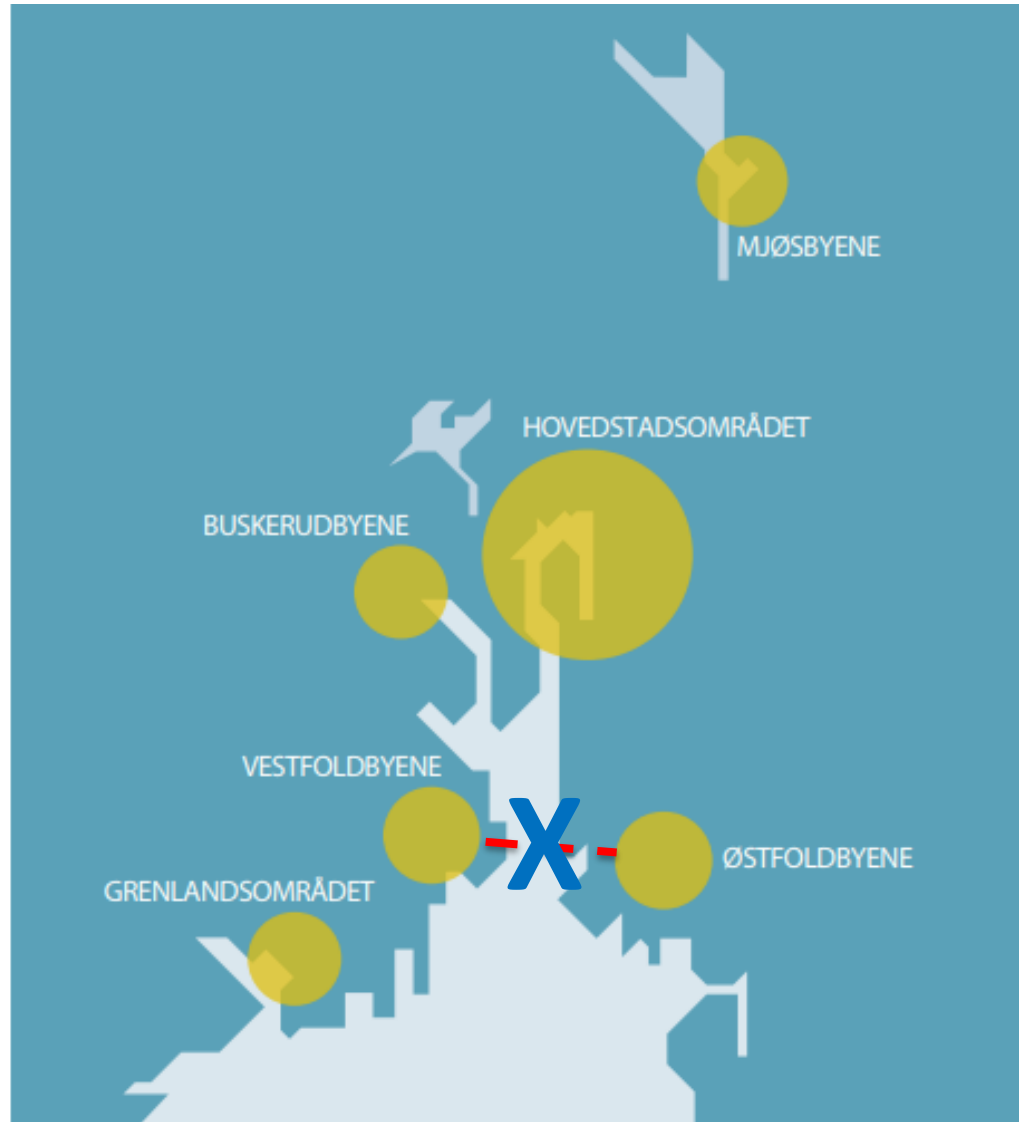 MJØSBYENE
HOVEDSTADSOMRÅDET
BUSKERUDBYENE
VESTFOLDBYENE
X
ØSTFOLDBYENE
GRENLANDSOMRÅDET